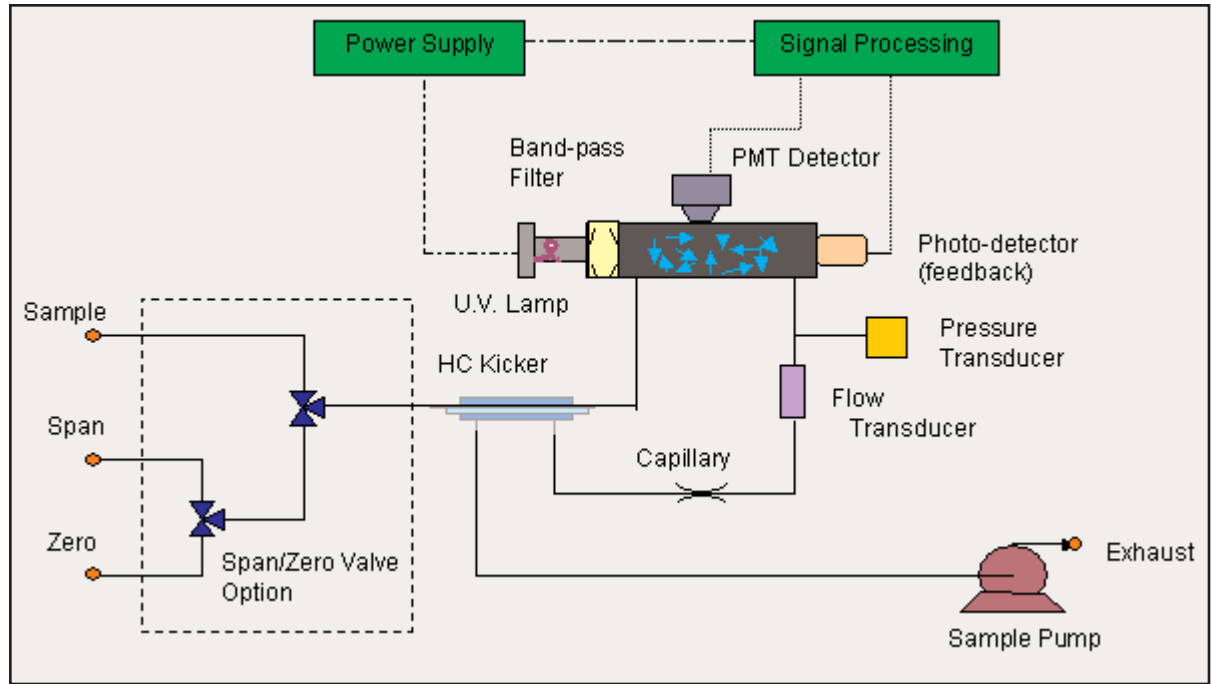 Power Supply
Signal Processing
Band-pass
Filter
PMT Detector
Photo-detector
(feedback)
U.V. Lamp
Sample
HC Kicker
Pressure
Transducer
Flow
Transducer
Span
Capillary
Zero
Span/Zero Valve
Option
Exhaust
Sample Pump